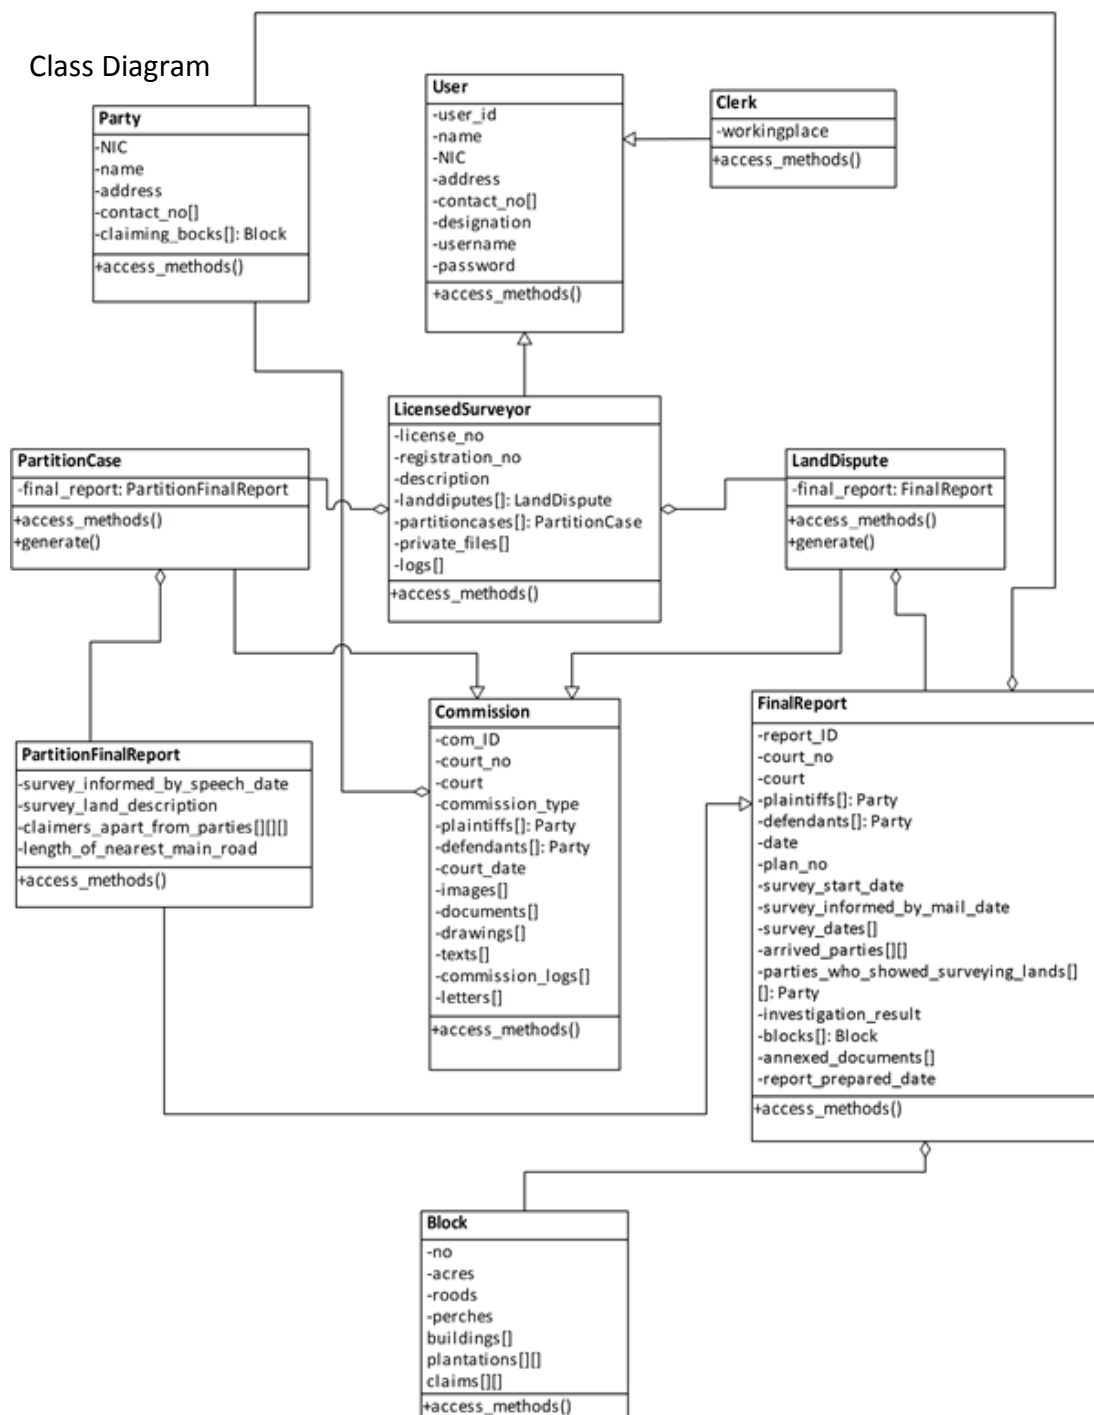 Class Diagram
Party
-NIC
-name
-address
-contact_no[]
-claiming_bocks[]: Block
+access_methods()
User
-user_id
-name
-NIC
-address
-contact_no[]
-designation
-username
-password
+access_methods()
Clerk
-workingplace
+access_methods()
LicensedSurveyor
-license_no
-registration_no
-description
-landdiputes[]: LandDispute
-partitioncases[]: PartitionCase
-private_files[]
-logs[]
+access_methods()
PartitionCase
-final_report: PartitionFinalReport
+access_methods()
+generate()
LandDispute
-final_report: FinalReport
+access_methods()
+generate()
PartitionFinalReport
-survey_informed_by_speech_date
-survey_land_description
-claimers_apart_from_parties[][][]
-length_of_nearest_main_road
+access_methods()
Commission
-com_ID
-court_no
-court
-commission_type
-plaintiffs[]: Party
-defendants[]: Party
-court_date
-images[]
-documents[]
-drawings[]
-texts[]
-commission_logs[]
-letters[]
+access_methods()
FinalReport
-report_ID
-court_no
-court
-plaintiffs[]: Party
-defendants[]: Party
-date
-plan_no
-survey_start_date
-survey_informed_by_mail_date
-survey_dates[]
-arrived_parties[][]
-parties_who_showed_surveying_lands[]
[]: Party
-investigation_result
-blocks[]: Block
-annexed_documents[]
-report_prepared_date
+access_methods()
Block
-no
-acres
-roods
-perches
buildings[]
plantations[][]
claims[][]
+access_methods()